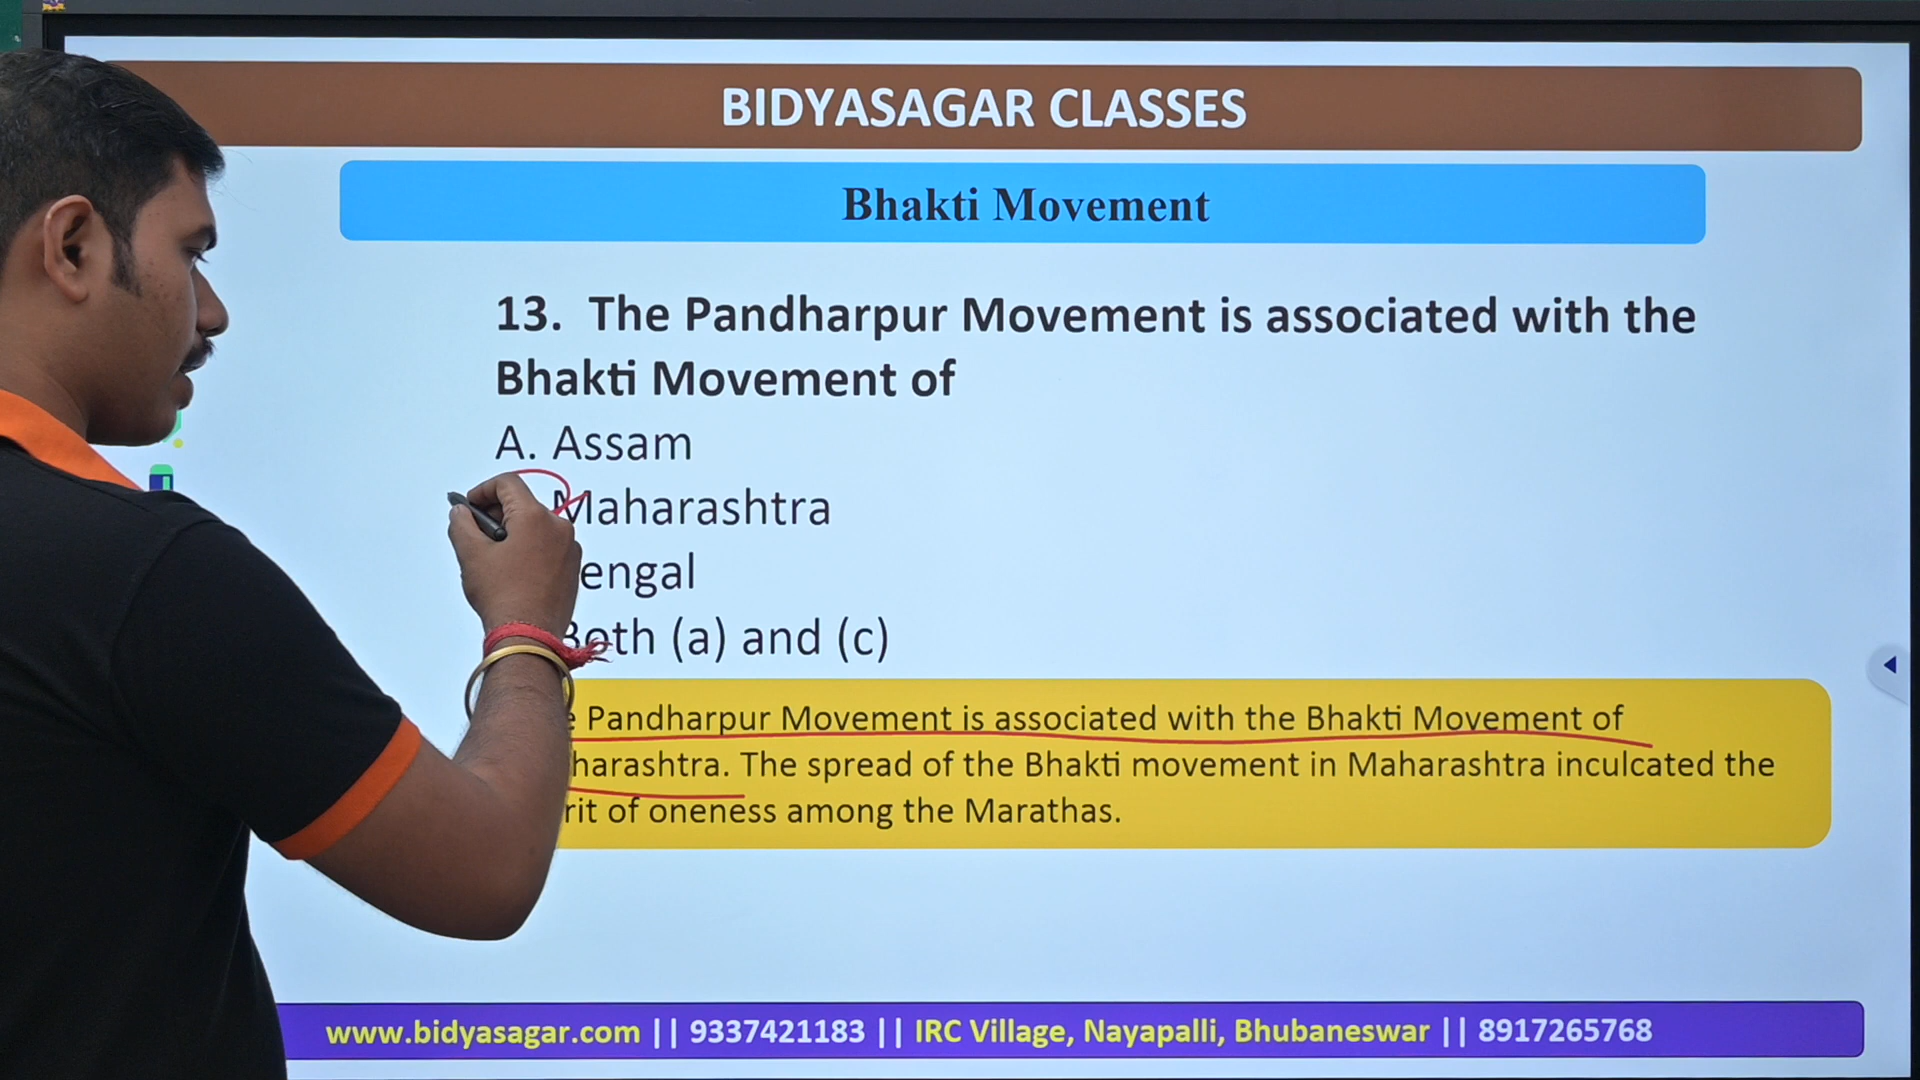 BIDYASAGAR CLASSES
Bhakti Movement
13. The Pandharpur Movement is associated with the
Bhakti Movement of
A. Assam
Maharashtra
engal
Both (a) and (c)
Pandharpur Movement is associated with the Bhakti Movement of
harashtra. The spread of the Bhakti movement in Maharashtra inculcated the
rit of oneness among the Marathas.
www.bidyasagar.com || 9337421183 || IRC Village, Nayapalli, Bhubaneswar || 8917265768